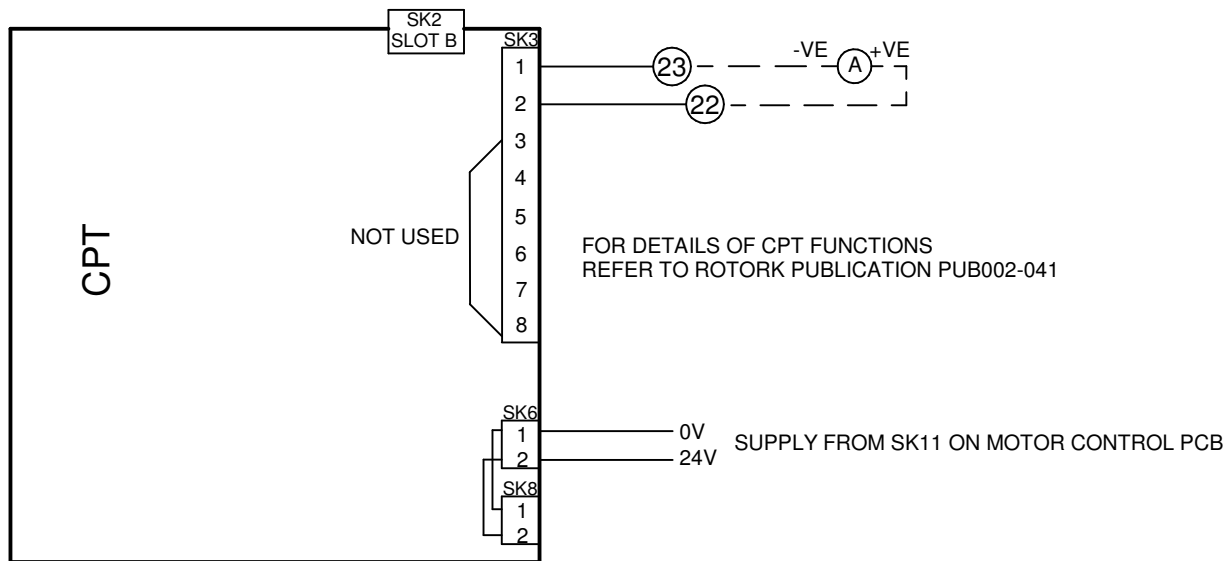 SK2
SLOT B
SK3
1
23
-VE
A
+VE
2
22
3
4
5
6
7
8
NOT USED
CPT
FOR DETAILS OF CPT FUNCTIONS
REFER TO ROTORK PUBLICATION PUB002-041
SK6
1
0V
2
24V
SUPPLY FROM SK11 ON MOTOR CONTROL PCB
SK8
1
2